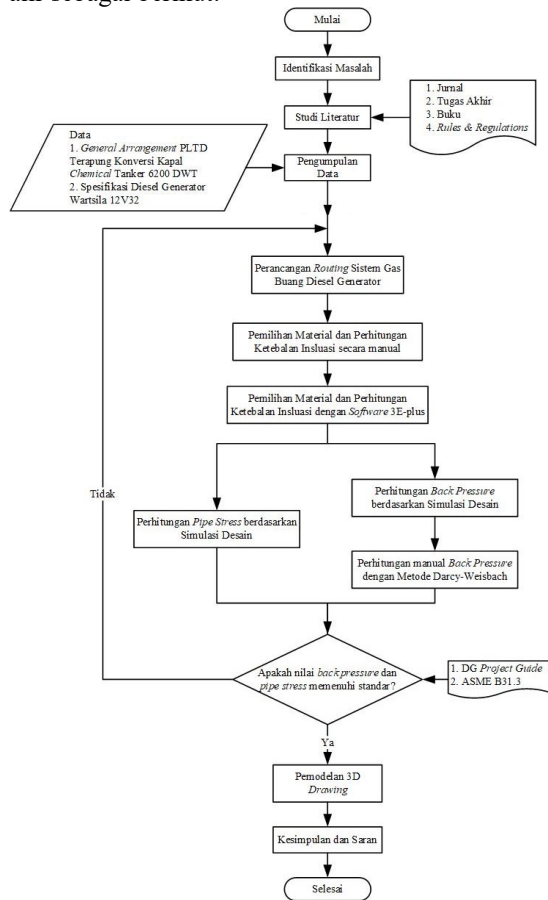 alir sebagai berikut:
Mulai
Identifikasi Masalah
Studi Literatur
1. Jurnal
2. Tugas Akhir
3. Buku
4. Rules & Regulations
Data
1. General Arrangement PLTD
Terapung Konversi Kapal
Chemical Tanker 6200 DWT
2. Spesifikasi Diesel Generator
Wartsila 12V32
Pengumpulan
Data
Perancangan Routing Sistem Gas
Buang Diesel Generator
Pemilihan Material dan Perhitungan
Ketebalan Insluasi secara manual
Pemilihan Material dan Perhitungan
Ketebalan Insluasi dengan Software 3E-plus
Tidak
Perhitungan Pipe Stress berdasarkan
Simulasi Desain
Perhitungan Back Pressure
berdasarkan Simulasi Desain
Perhitungan manual Back Pressure
dengan Metode Darcy-Weisbach
Apakah nilai back pressure dan
pipe stress memenuhi standar?
1. DG Project Guide
2. ASME B31.3
Ya
Pemodelan 3D
Drawing
Kesimpulan dan Saran
Selesai